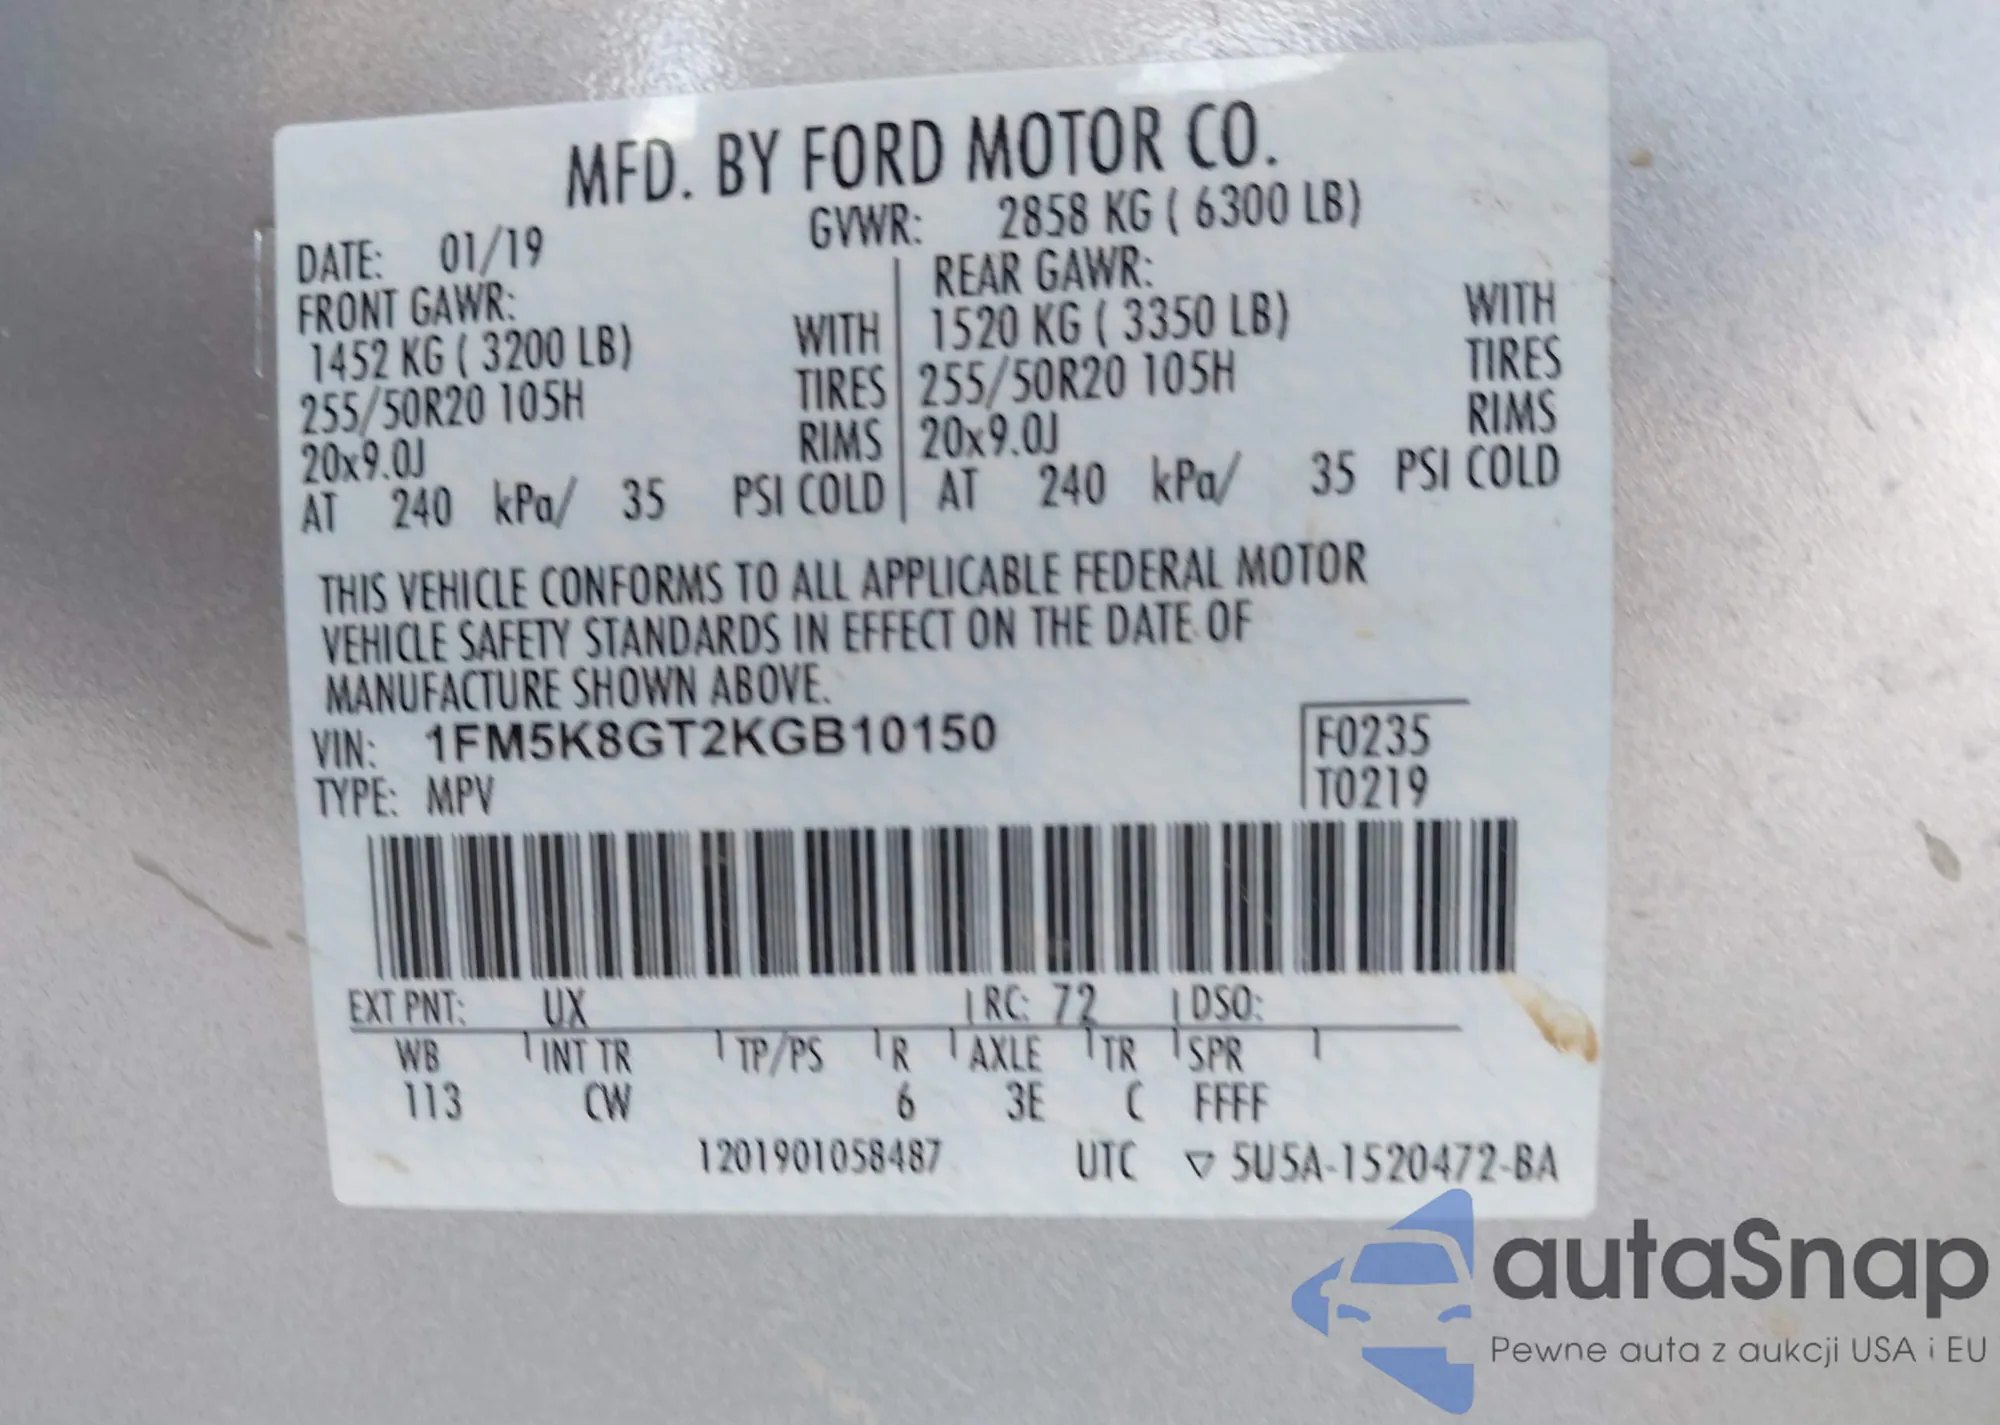 MFD. BY FORD MOTOR CO.
DATE: 01/19 GVWR: 2858 KG ( 6300 LB)
FRONT GAWR: REAR GAWR:
1452 KG ( 3200 LB) WITH 1520 KG ( 3350 LB) WITH
255/50R20 105H TIRES 255/50R20 105H TIRES
20x9.0J RIMS 20x9.0J RIMS
AT 240 kPa/ 35 PSI COLD AT 240 kPa/ 35 PSI COLD
THIS VEHICLE CONFORMS TO ALL APPLICABLE FEDERAL MOTOR
VEHICLE SAFETY STANDARDS IN EFFECT ON THE DATE OF
MANUFACTURE SHOWN ABOVE.
VIN: 1FM5K8GT2KGB10150 F0235
TYPE: MPV T0219
EXT PNT: UX RC: 72 DSO:
WB INT TR TP/PS R AXLE TR SPR
113 CW 6 3E C FFFF
1201901058487 UTC ▽ 5U5A-1520472-BA
autaSnap
Pewne auta z aukcji USA i EU